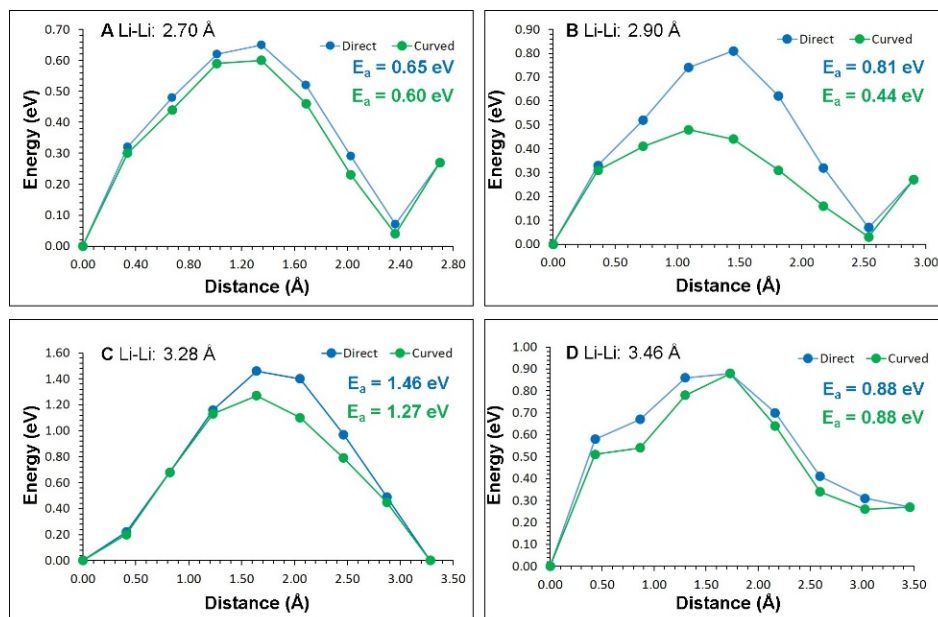 A Li-Li: 2.70 Å
Direct Curved
Ea = 0.65 eV
Ea = 0.60 eV
Energy (eV)
0.70
0.60
0.50
0.40
0.30
0.20
0.10
0.00
0.00 0.40 0.80 1.20 1.60 2.00 2.40 2.80
Distance (Å)
B Li-Li: 2.90 Å
Direct Curved
Ea = 0.81 eV
Ea = 0.44 eV
Energy (eV)
0.90
0.80
0.70
0.60
0.50
0.40
0.30
0.20
0.10
0.00
0.00 0.50 1.00 1.50 2.00 2.50 3.00
Distance (Å)
C Li-Li: 3.28 Å
Direct Curved
Ea = 1.46 eV
Ea = 1.27 eV
Energy (eV)
1.60
1.40
1.20
1.00
0.80
0.60
0.40
0.20
0.00
0.00 0.50 1.00 1.50 2.00 2.50 3.00 3.50
Distance (Å)
D Li-Li: 3.46 Å
Direct Curved
Ea = 0.88 eV
Ea = 0.88 eV
Energy (eV)
1.00
0.90
0.80
0.70
0.60
0.50
0.40
0.30
0.20
0.10
0.00
0.00 0.50 1.00 1.50 2.00 2.50 3.00 3.50
Distance (Å)